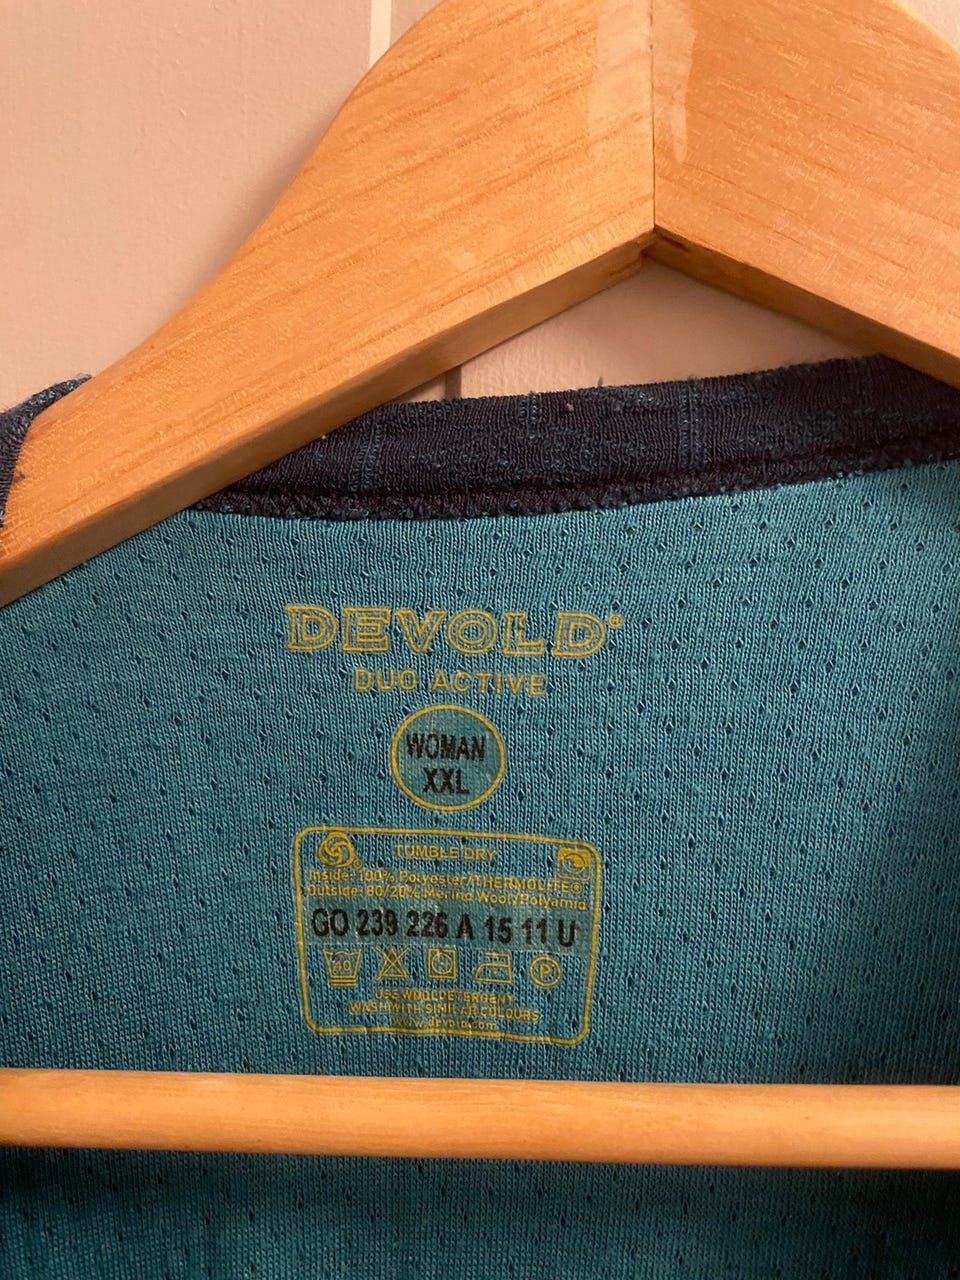 DEVOLD®
DUO ACTIVE
WOMAN
XXL
TUMBLE DRY
Inside: 100% Polyester/THERMOLITE®
Outside: 80/20% Merino Wool/Polyamid
GO 239 226 A 15 11 U
40 P
USE WOOLDETERGENT
WASH WITH SIMILAR COLOURS
www.devold.com